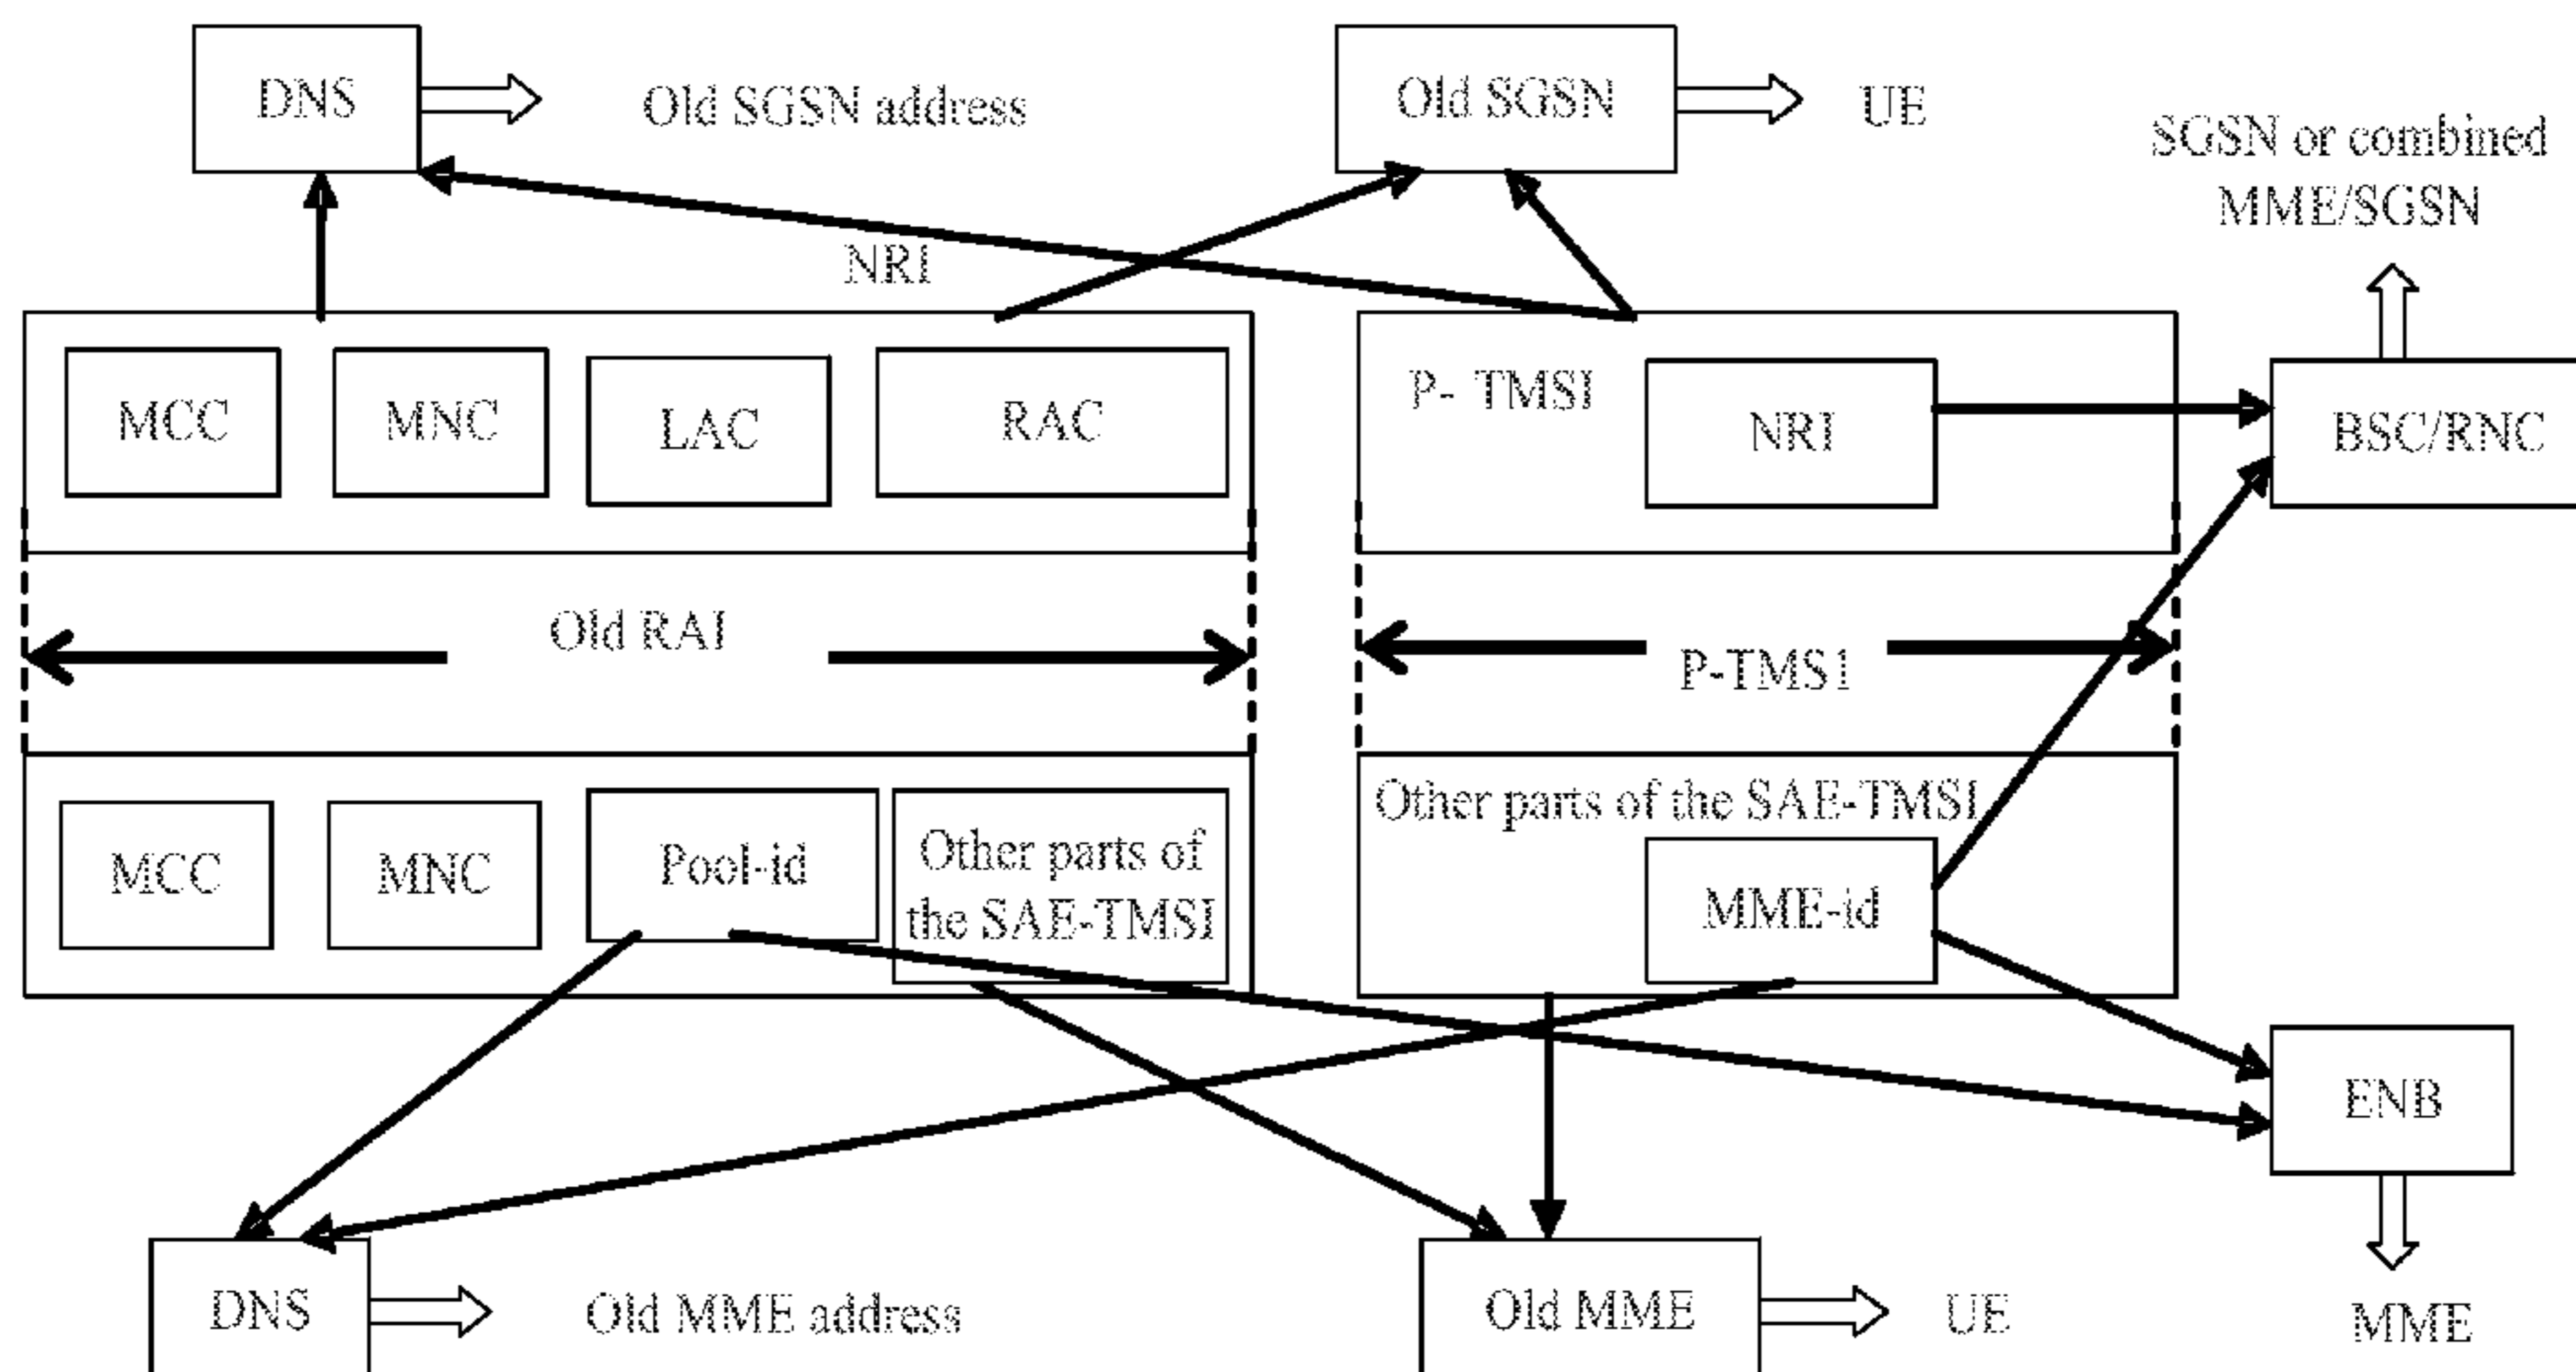 DNS
Old SGSN address
Old SGSN
UE
SGSN or combined
MME/SGSN
NRI
MCC
MNC
LAC
RAC
P- TMSI
NRI
BSC/RNC
Old RAI
P-TMS1
MCC
MNC
Pool-id
Other parts of
the SAE-TMSI
Other parts of the SAE-TMSI
MME-id
ENB
DNS
Old MME address
Old MME
UE
MME